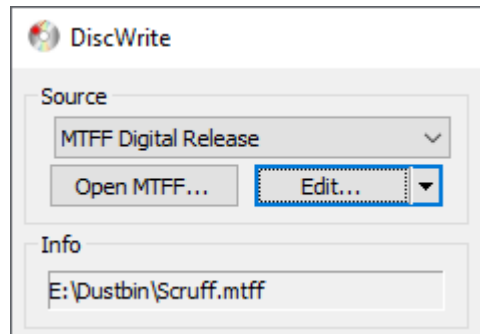 DiscWrite
Source
MTFF Digital Release
Open MTFF... Edit...
Info
E:\Dustbin\Scruff.mtff